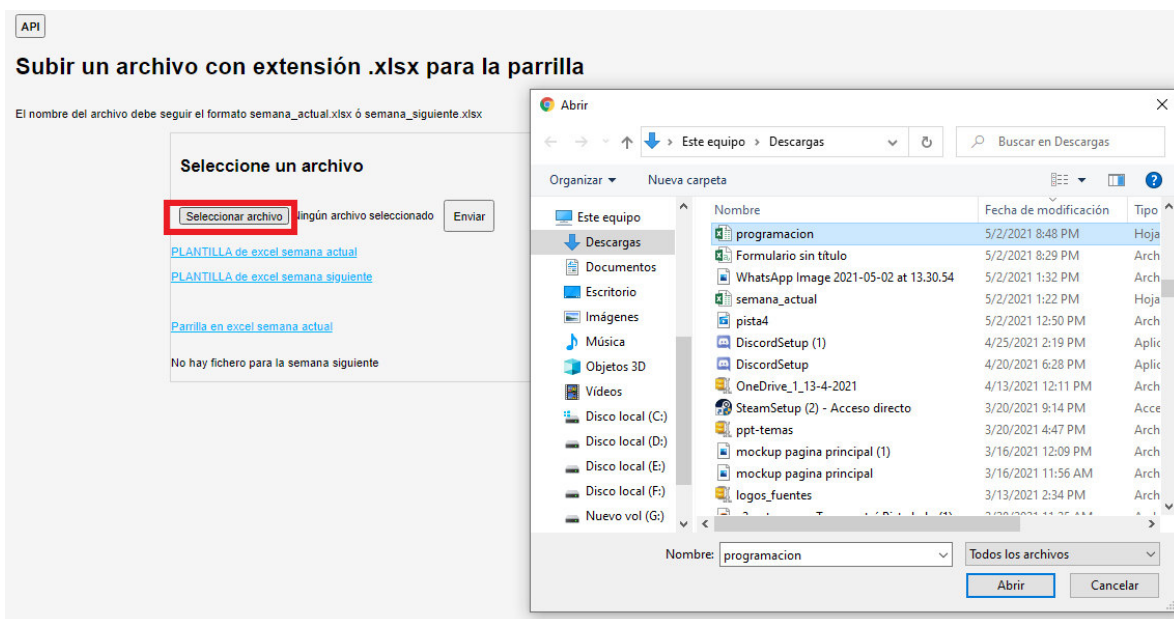 API
Subir un archivo con extensión .xlsx para la parrilla
El nombre del archivo debe seguir el formato semana_actual.xlsx ó semana_siguiente.xlsx
Seleccione un archivo
Seleccionar archivo Ningún archivo seleccionado Enviar
PLANTILLA de excel semana actual
PLANTILLA de excel semana siguiente
Parrilla en excel semana actual
No hay fichero para la semana siguiente
Abrir
Este equipo > Descargas
Buscar en Descargas
Organizar Nueva carpeta
Este equipo
Descargas
Documentos
Escritorio
Imágenes
Música
Objetos 3D
Vídeos
Disco local (C:)
Disco local (D:)
Disco local (E:)
Disco local (F:)
Nuevo vol (G:)
Nombre Fecha de modificación Tipo
programacion 5/2/2021 8:48 PM Hoja
Formulario sin título 5/2/2021 8:29 PM Arch
WhatsApp Image 2021-05-02 at 13.30.54 5/2/2021 1:32 PM Arch
semana_actual 5/2/2021 1:22 PM Hoja
pista4 5/2/2021 12:50 PM Arch
DiscordSetup (1) 4/25/2021 2:19 PM Aplic
DiscordSetup 4/20/2021 6:28 PM Aplic
OneDrive_1_13-4-2021 4/13/2021 12:11 PM Arch
SteamSetup (2) - Acceso directo 3/20/2021 9:14 PM Acce
ppt-temas 3/20/2021 4:47 PM Arch
mockup pagina principal (1) 3/16/2021 12:09 PM Arch
mockup pagina principal 3/16/2021 11:56 AM Arch
logos_fuentes 3/13/2021 2:34 PM Arch
Nombre: programacion Todos los archivos
Abrir Cancelar